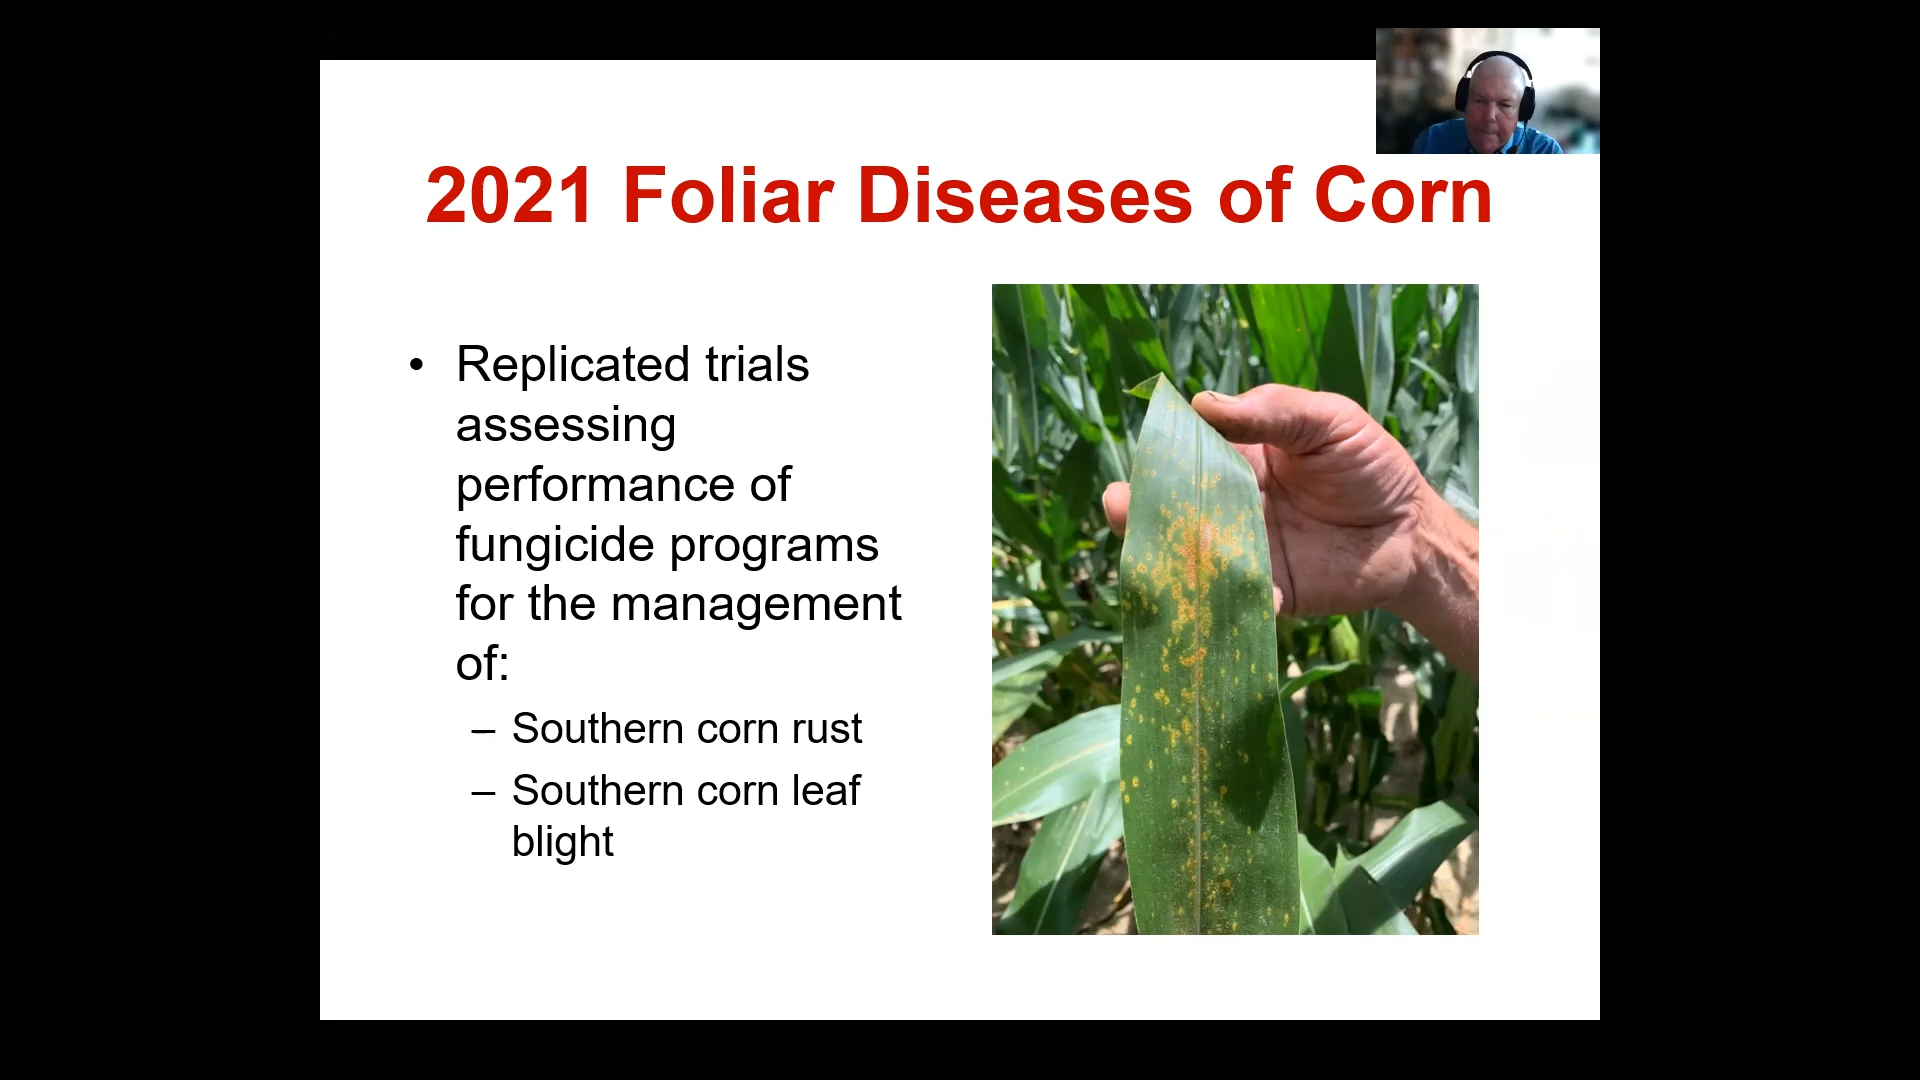 2021 Foliar Diseases of Corn
• Replicated trials
assessing
performance of
fungicide programs
for the management
of:
– Southern corn rust
– Southern corn leaf
blight